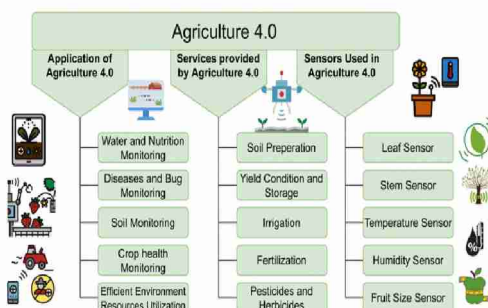 Agriculture 4.0
Application of
Agriculture 4.0
Services provided
by Agriculture 4.0
Sensors Used in
Agriculture 4.0
Water and Nutrition
Monitoring
Diseases and Bug
Monitoring
Soil Monitoring
Crop health
Monitoring
Efficient Environment
Resources Utilization
Soil Preperation
Yield Condition and
Storage
Irrigation
Fertilization
Pesticides and
Herbicides
Leaf Sensor
Stem Sensor
Temperature Sensor
Humidity Sensor
Fruit Size Sensor